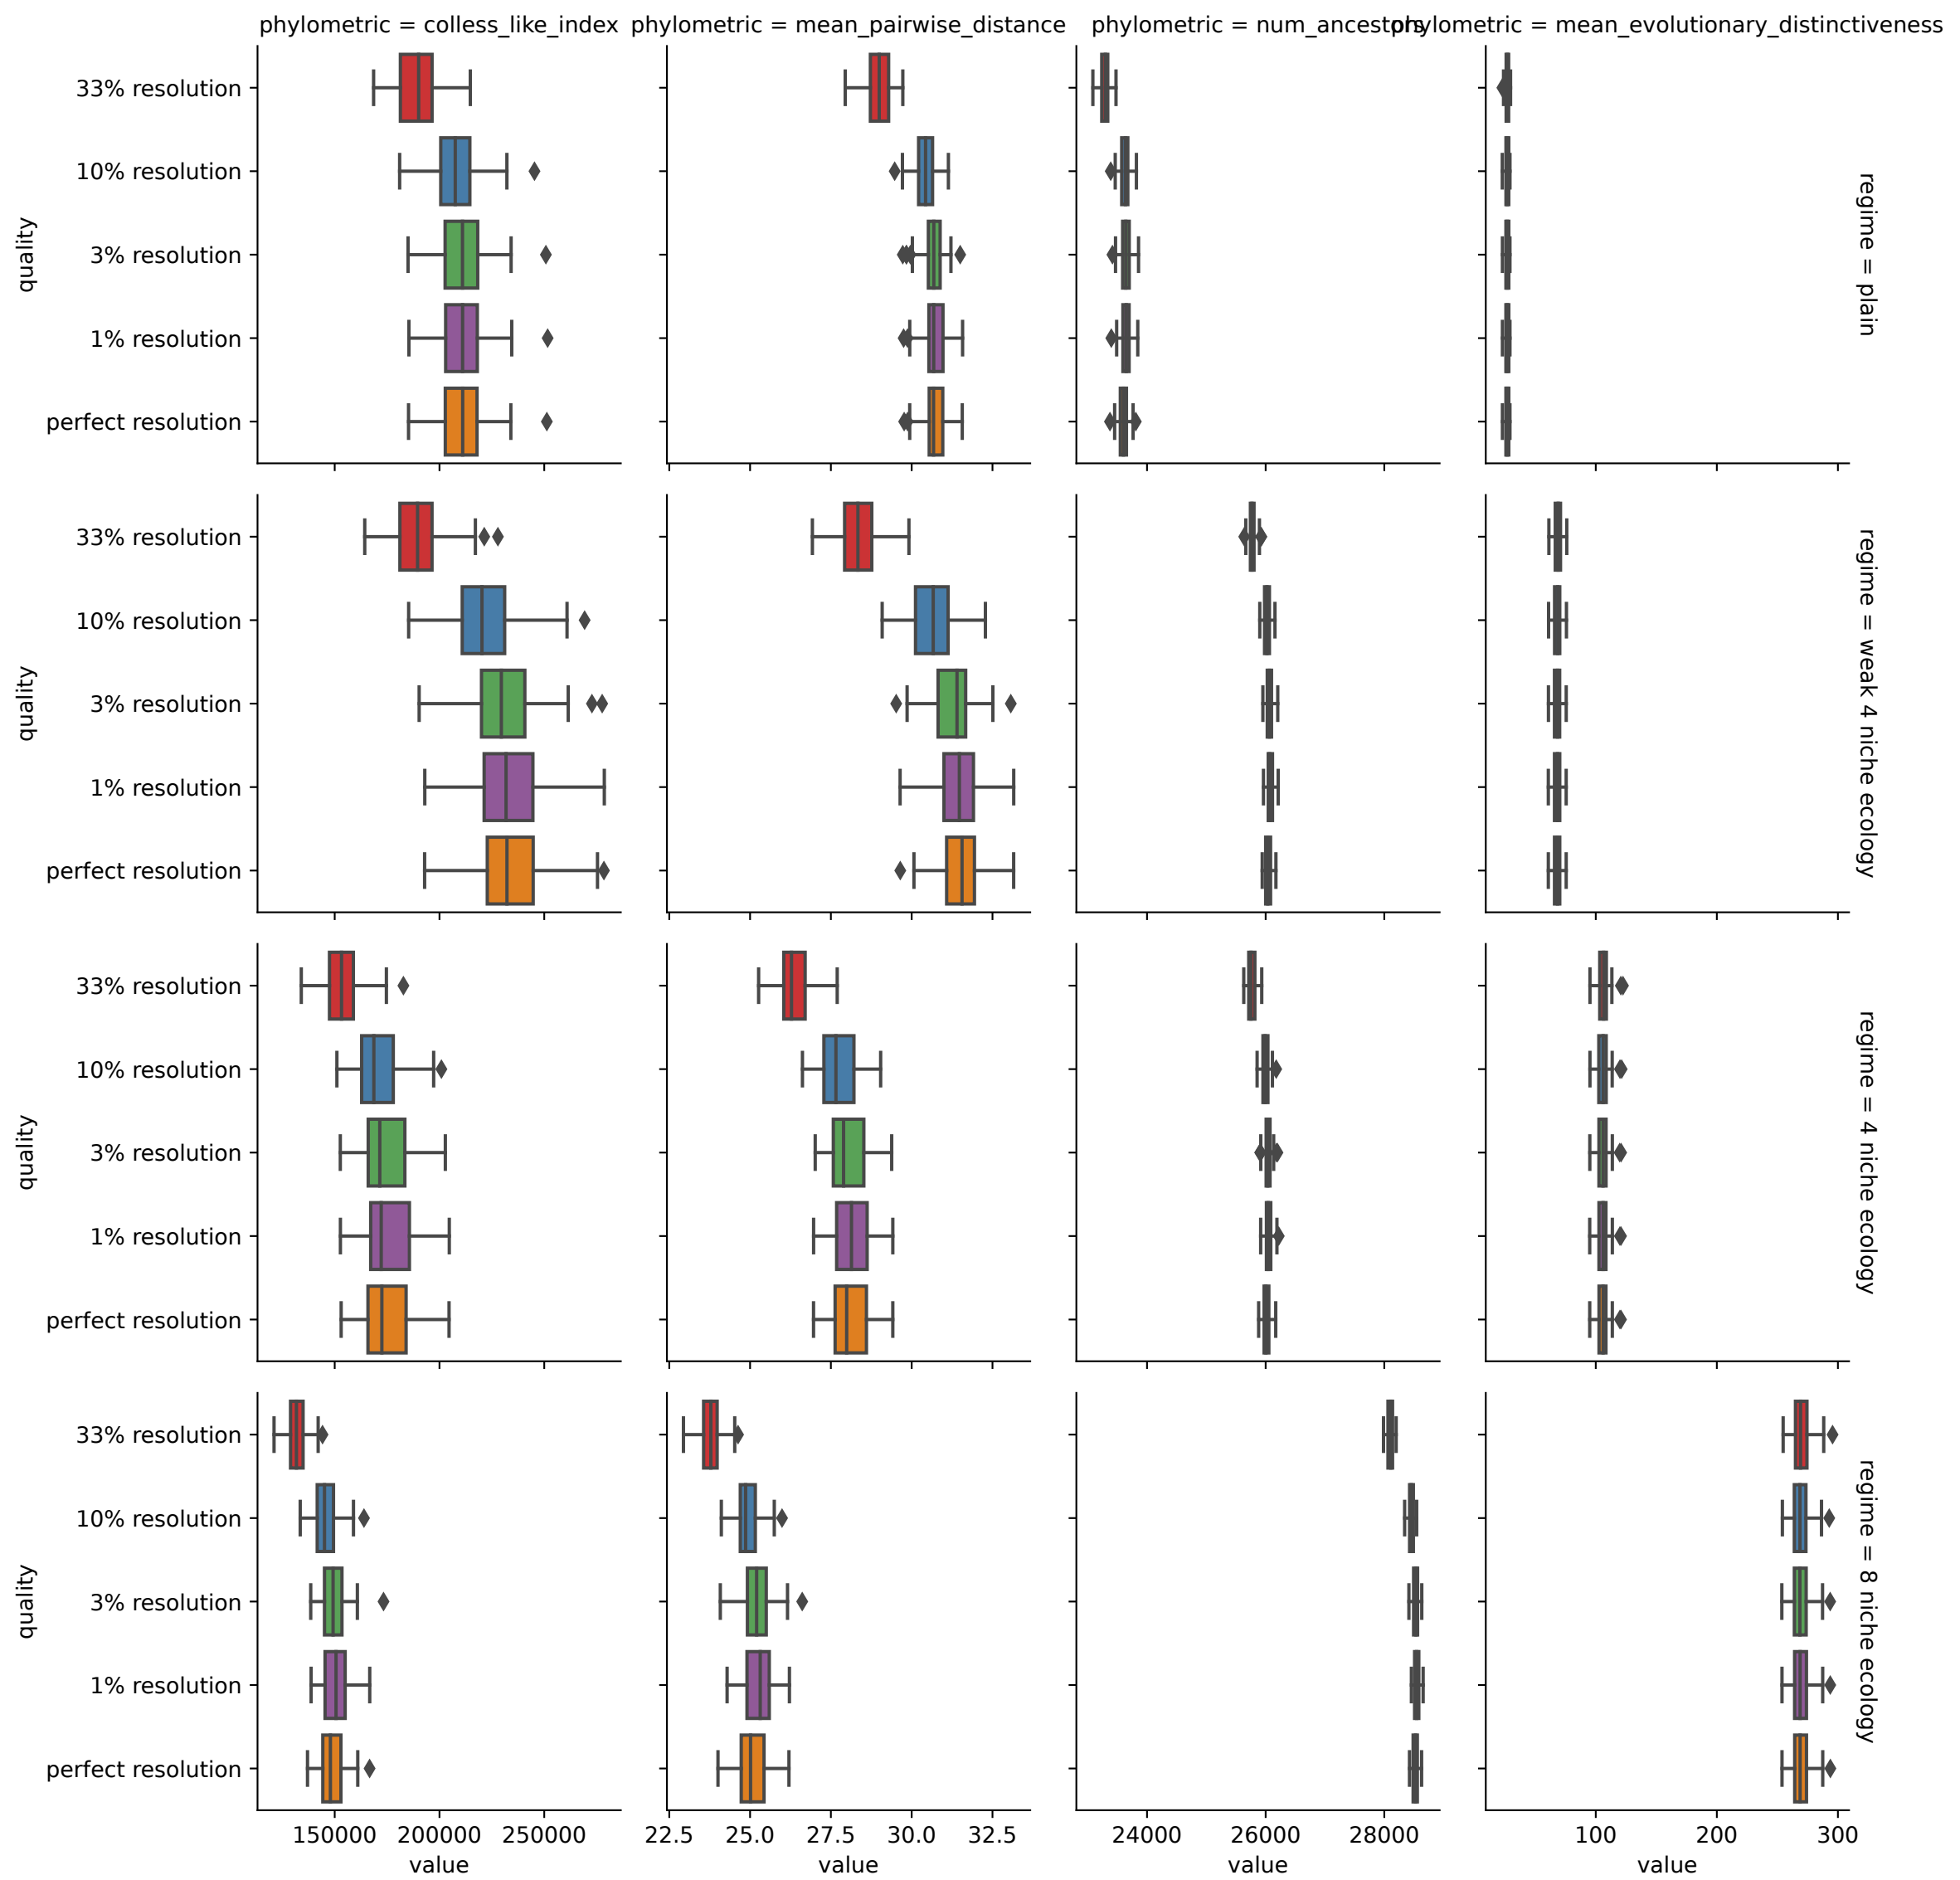 phylometric = colless_like_index
phylometric = mean_pairwise_distance
phylometric = num_ancestors
phylometric = mean_evolutionary_distinctiveness
33% resolution
10% resolution
3% resolution
1% resolution
perfect resolution
quality
regime = plain
33% resolution
10% resolution
3% resolution
1% resolution
perfect resolution
quality
regime = weak 4 niche ecology
33% resolution
10% resolution
3% resolution
1% resolution
perfect resolution
quality
regime = 4 niche ecology
33% resolution
10% resolution
3% resolution
1% resolution
perfect resolution
quality
regime = 8 niche ecology
150000 200000 250000
22.5 25.0 27.5 30.0 32.5
24000 26000 28000
100 200 300
value
value
value
value